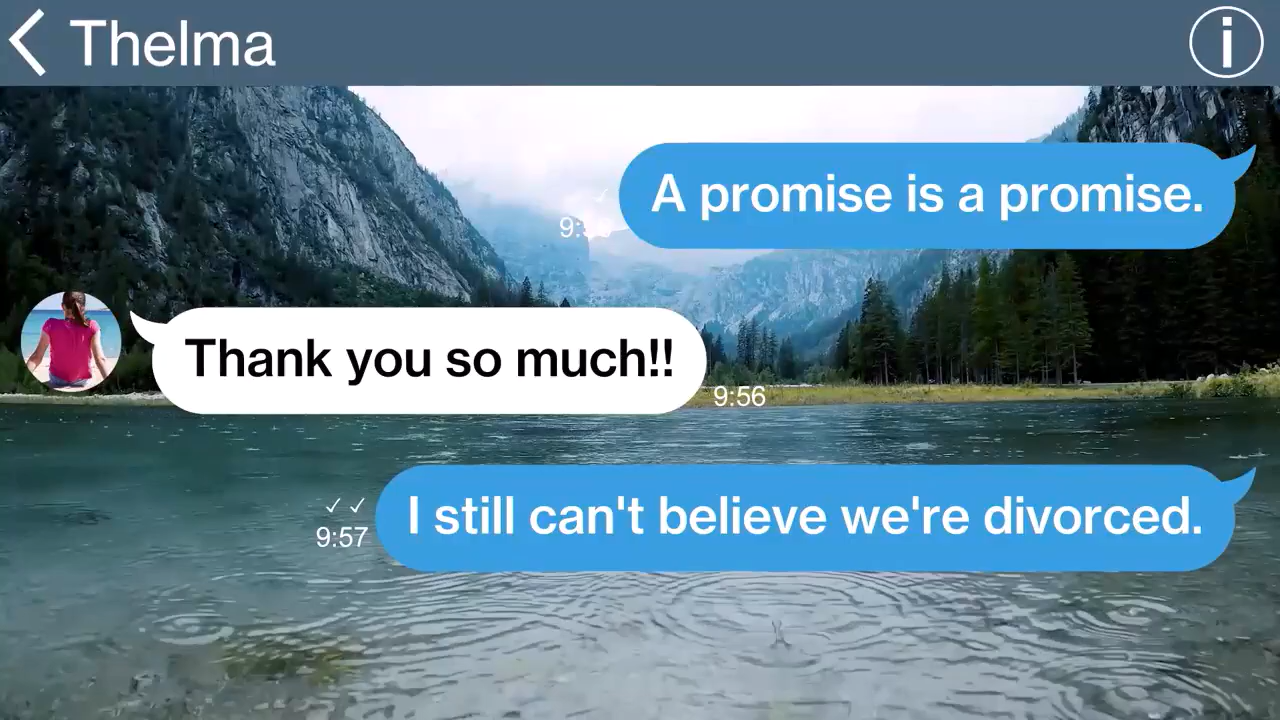 Thelma
A promise is a promise.
Thank you so much!!
9:56
I still can't believe we're divorced.
9:57